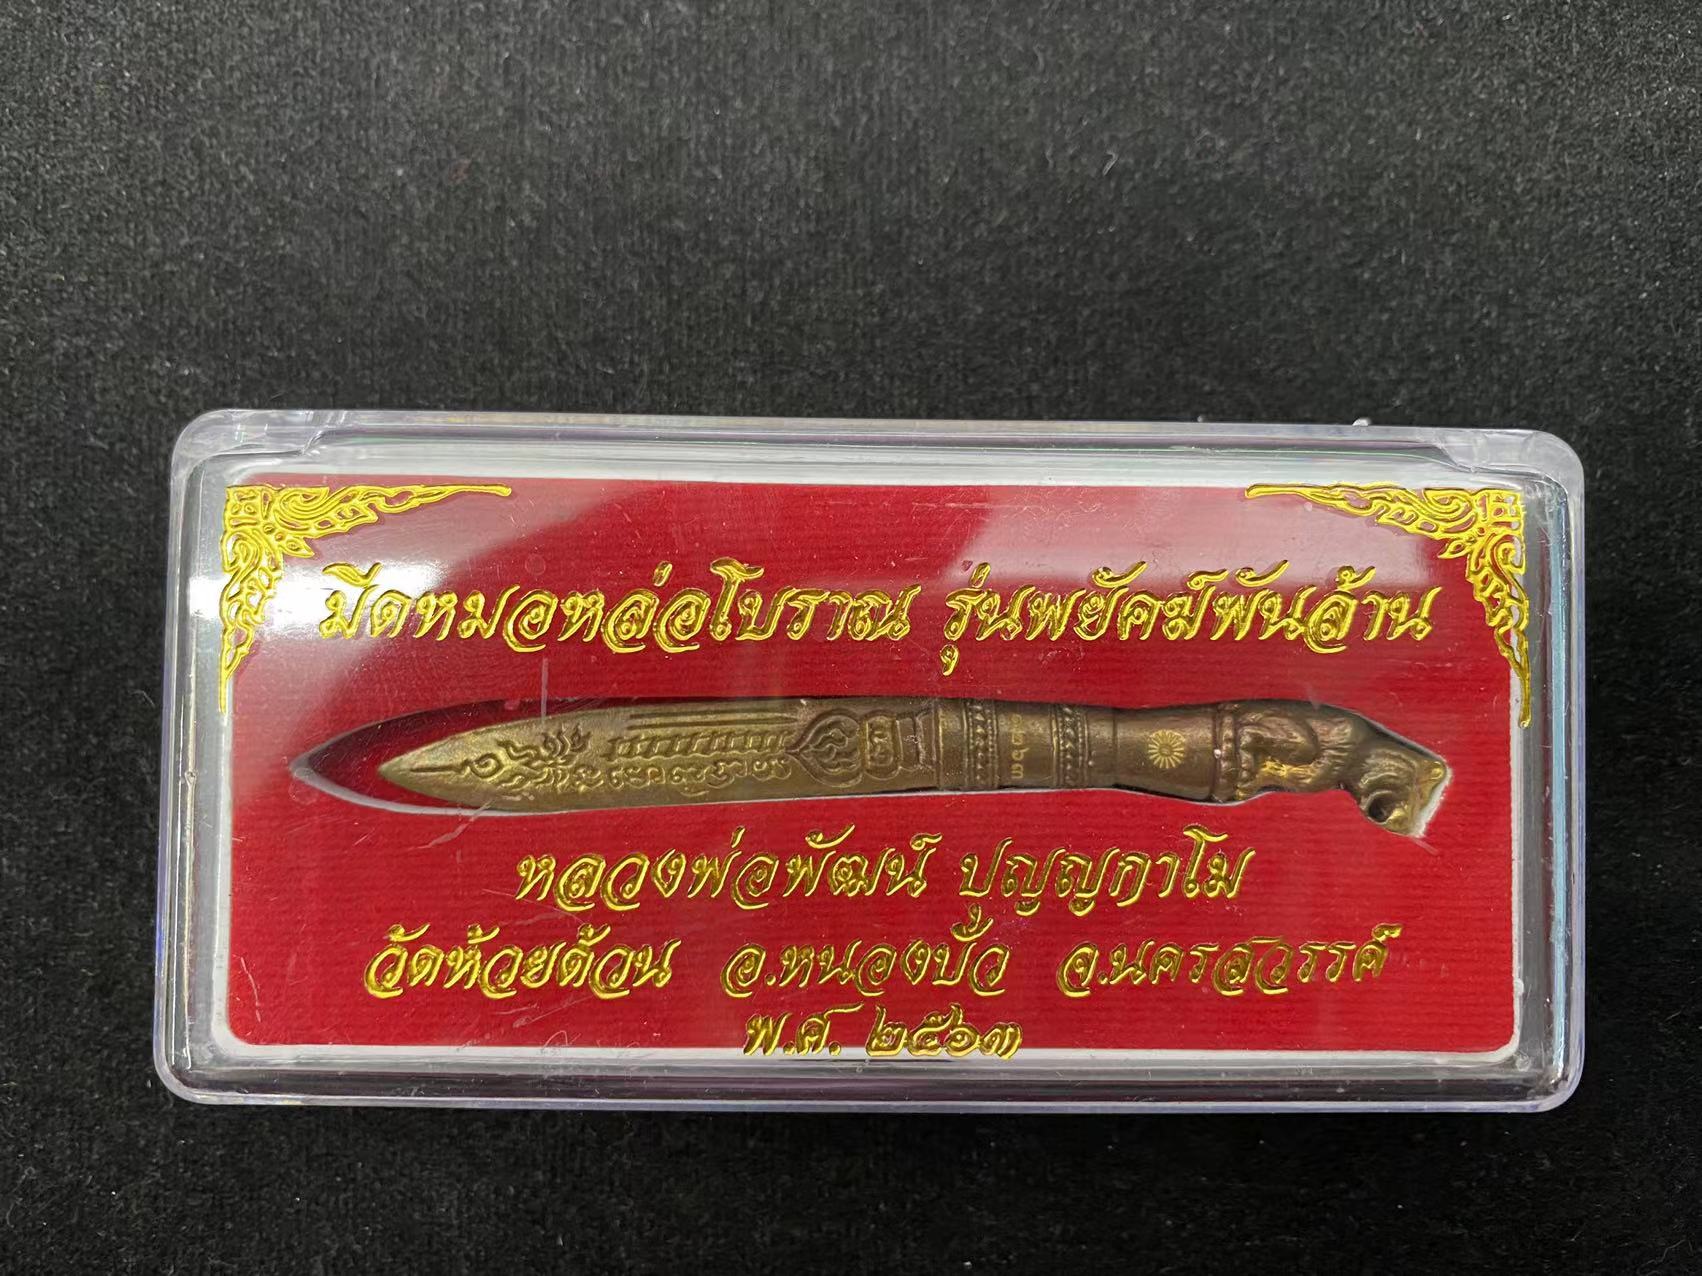 มีดหมอหล่อโบราณ รุ่นพยัคฆ์พันล้าน
หลวงพ่อพัฒน์ ปุญญกาโม
วัดห้วยด้วน อ.หนองบัว จ.นครสวรรค์
พ.ศ. ๒๕๖๓